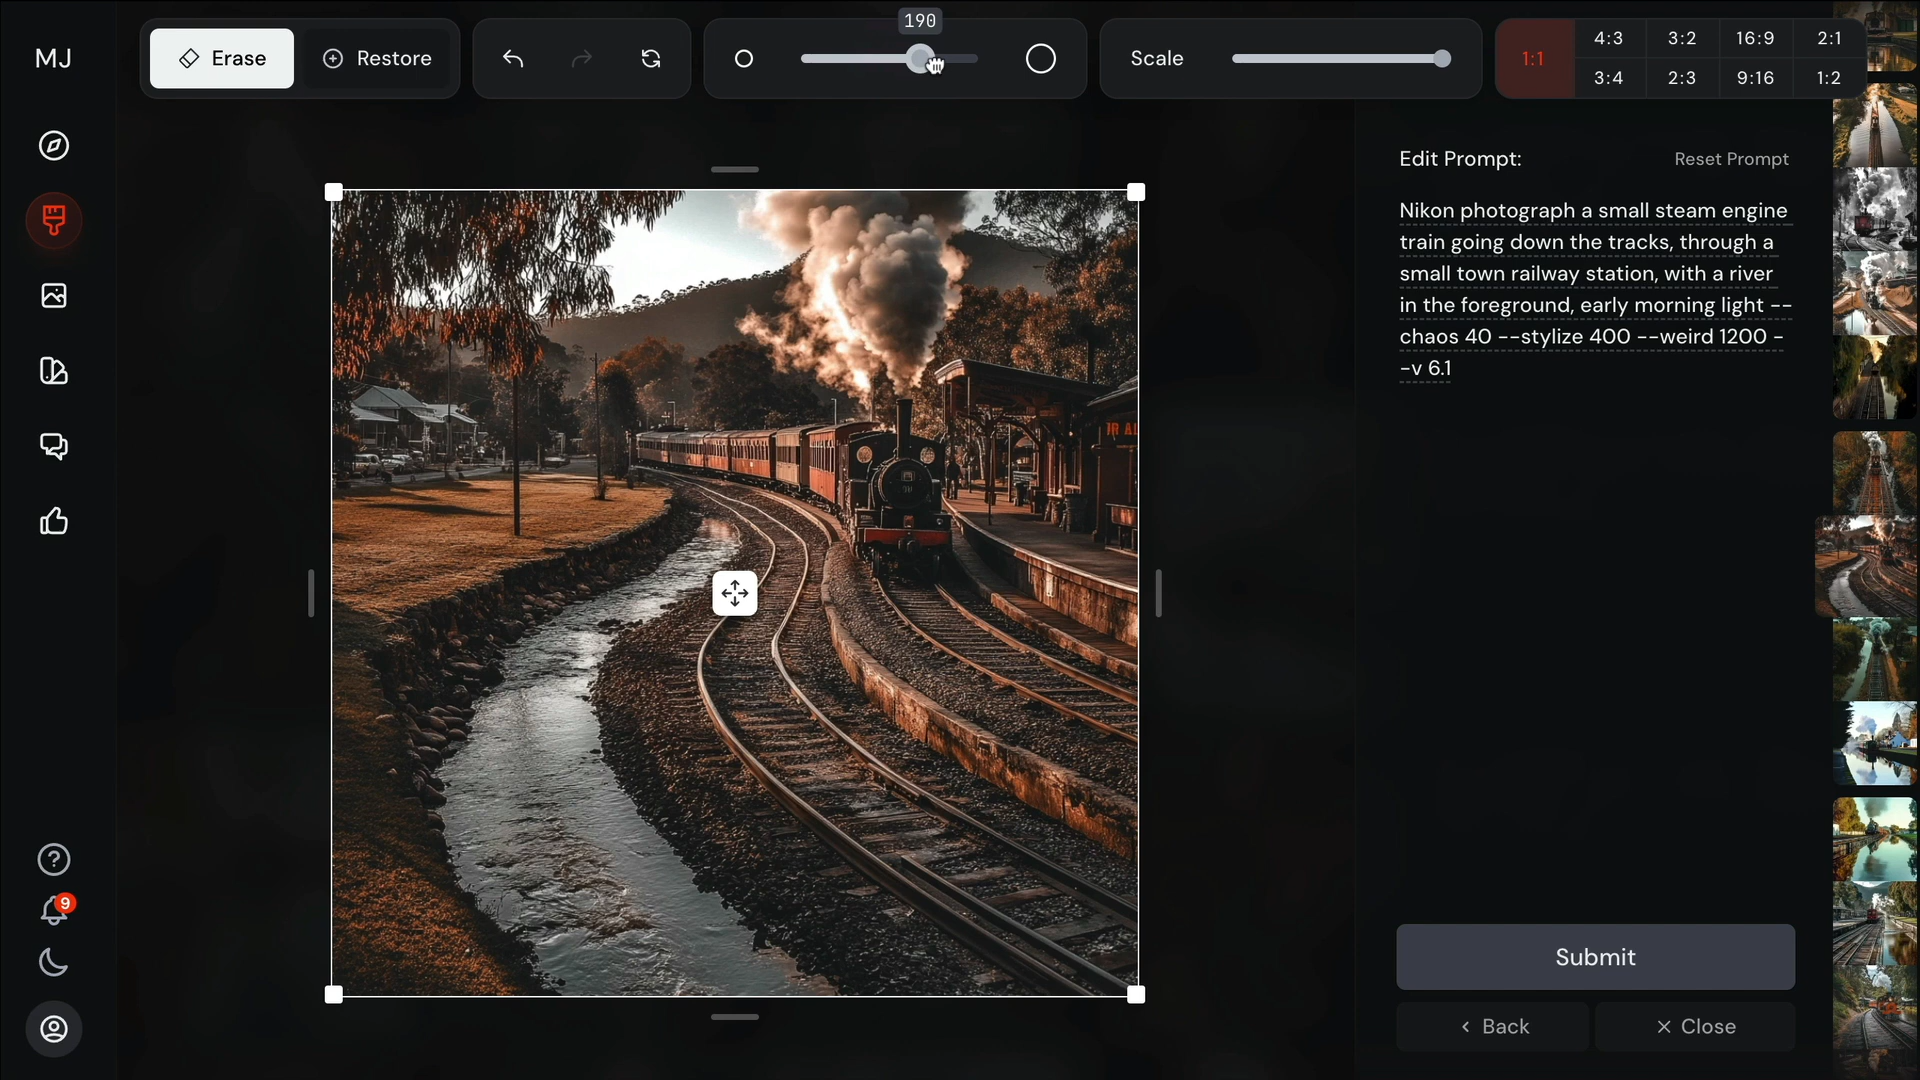 190
MJ
Erase
Restore
Scale
1:1
4:3
3:2
16:9
2:1
3:4
2:3
9:16
1:2
Edit Prompt:
Reset Prompt
Nikon photograph a small steam engine
train going down the tracks, through a
small town railway station, with a river
in the foreground, early morning light --
chaos 40 --stylize 400 --weird 1200 -
-v 6.1
9
Submit
Back
Close